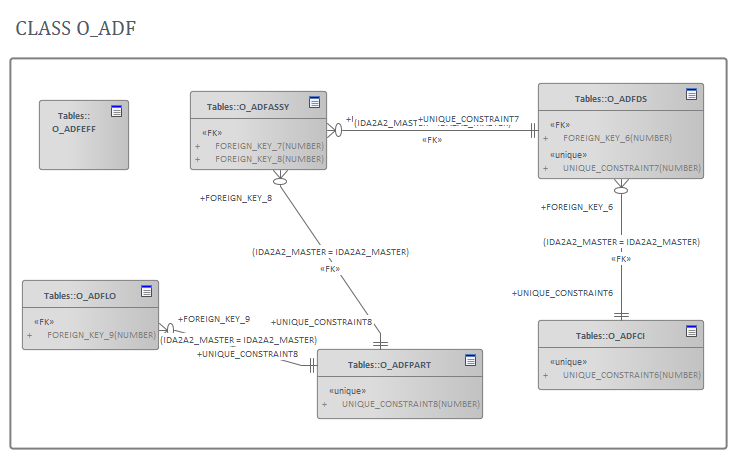 CLASS O_ADF
Tables::
O_ADFEFF
Tables::O_ADFASSY
«FK»
+ FOREIGN_KEY_7(NUMBER)
+ FOREIGN_KEY_8(NUMBER)
+UNIQUE_CONSTRAINT7
«FK»
Tables::O_ADFDS
«FK»
+ FOREIGN_KEY_6(NUMBER)
«unique»
+ UNIQUE_CONSTRAINT7(NUMBER)
+FOREIGN_KEY_8
(IDA2A2_MASTER = IDA2A2_MASTER)
«FK»
+UNIQUE_CONSTRAINT8
+FOREIGN_KEY_6
(IDA2A2_MASTER = IDA2A2_MASTER)
«FK»
+UNIQUE_CONSTRAINT6
Tables::O_ADFLO
«FK»
+ FOREIGN_KEY_9(NUMBER)
+FOREIGN_KEY_9
(IDA2A2_MASTER = IDA2A2_MASTER)
+UNIQUE_CONSTRAINT8
Tables::O_ADFPART
«unique»
+ UNIQUE_CONSTRAINT8(NUMBER)
Tables::O_ADFCI
«unique»
+ UNIQUE_CONSTRAINT6(NUMBER)